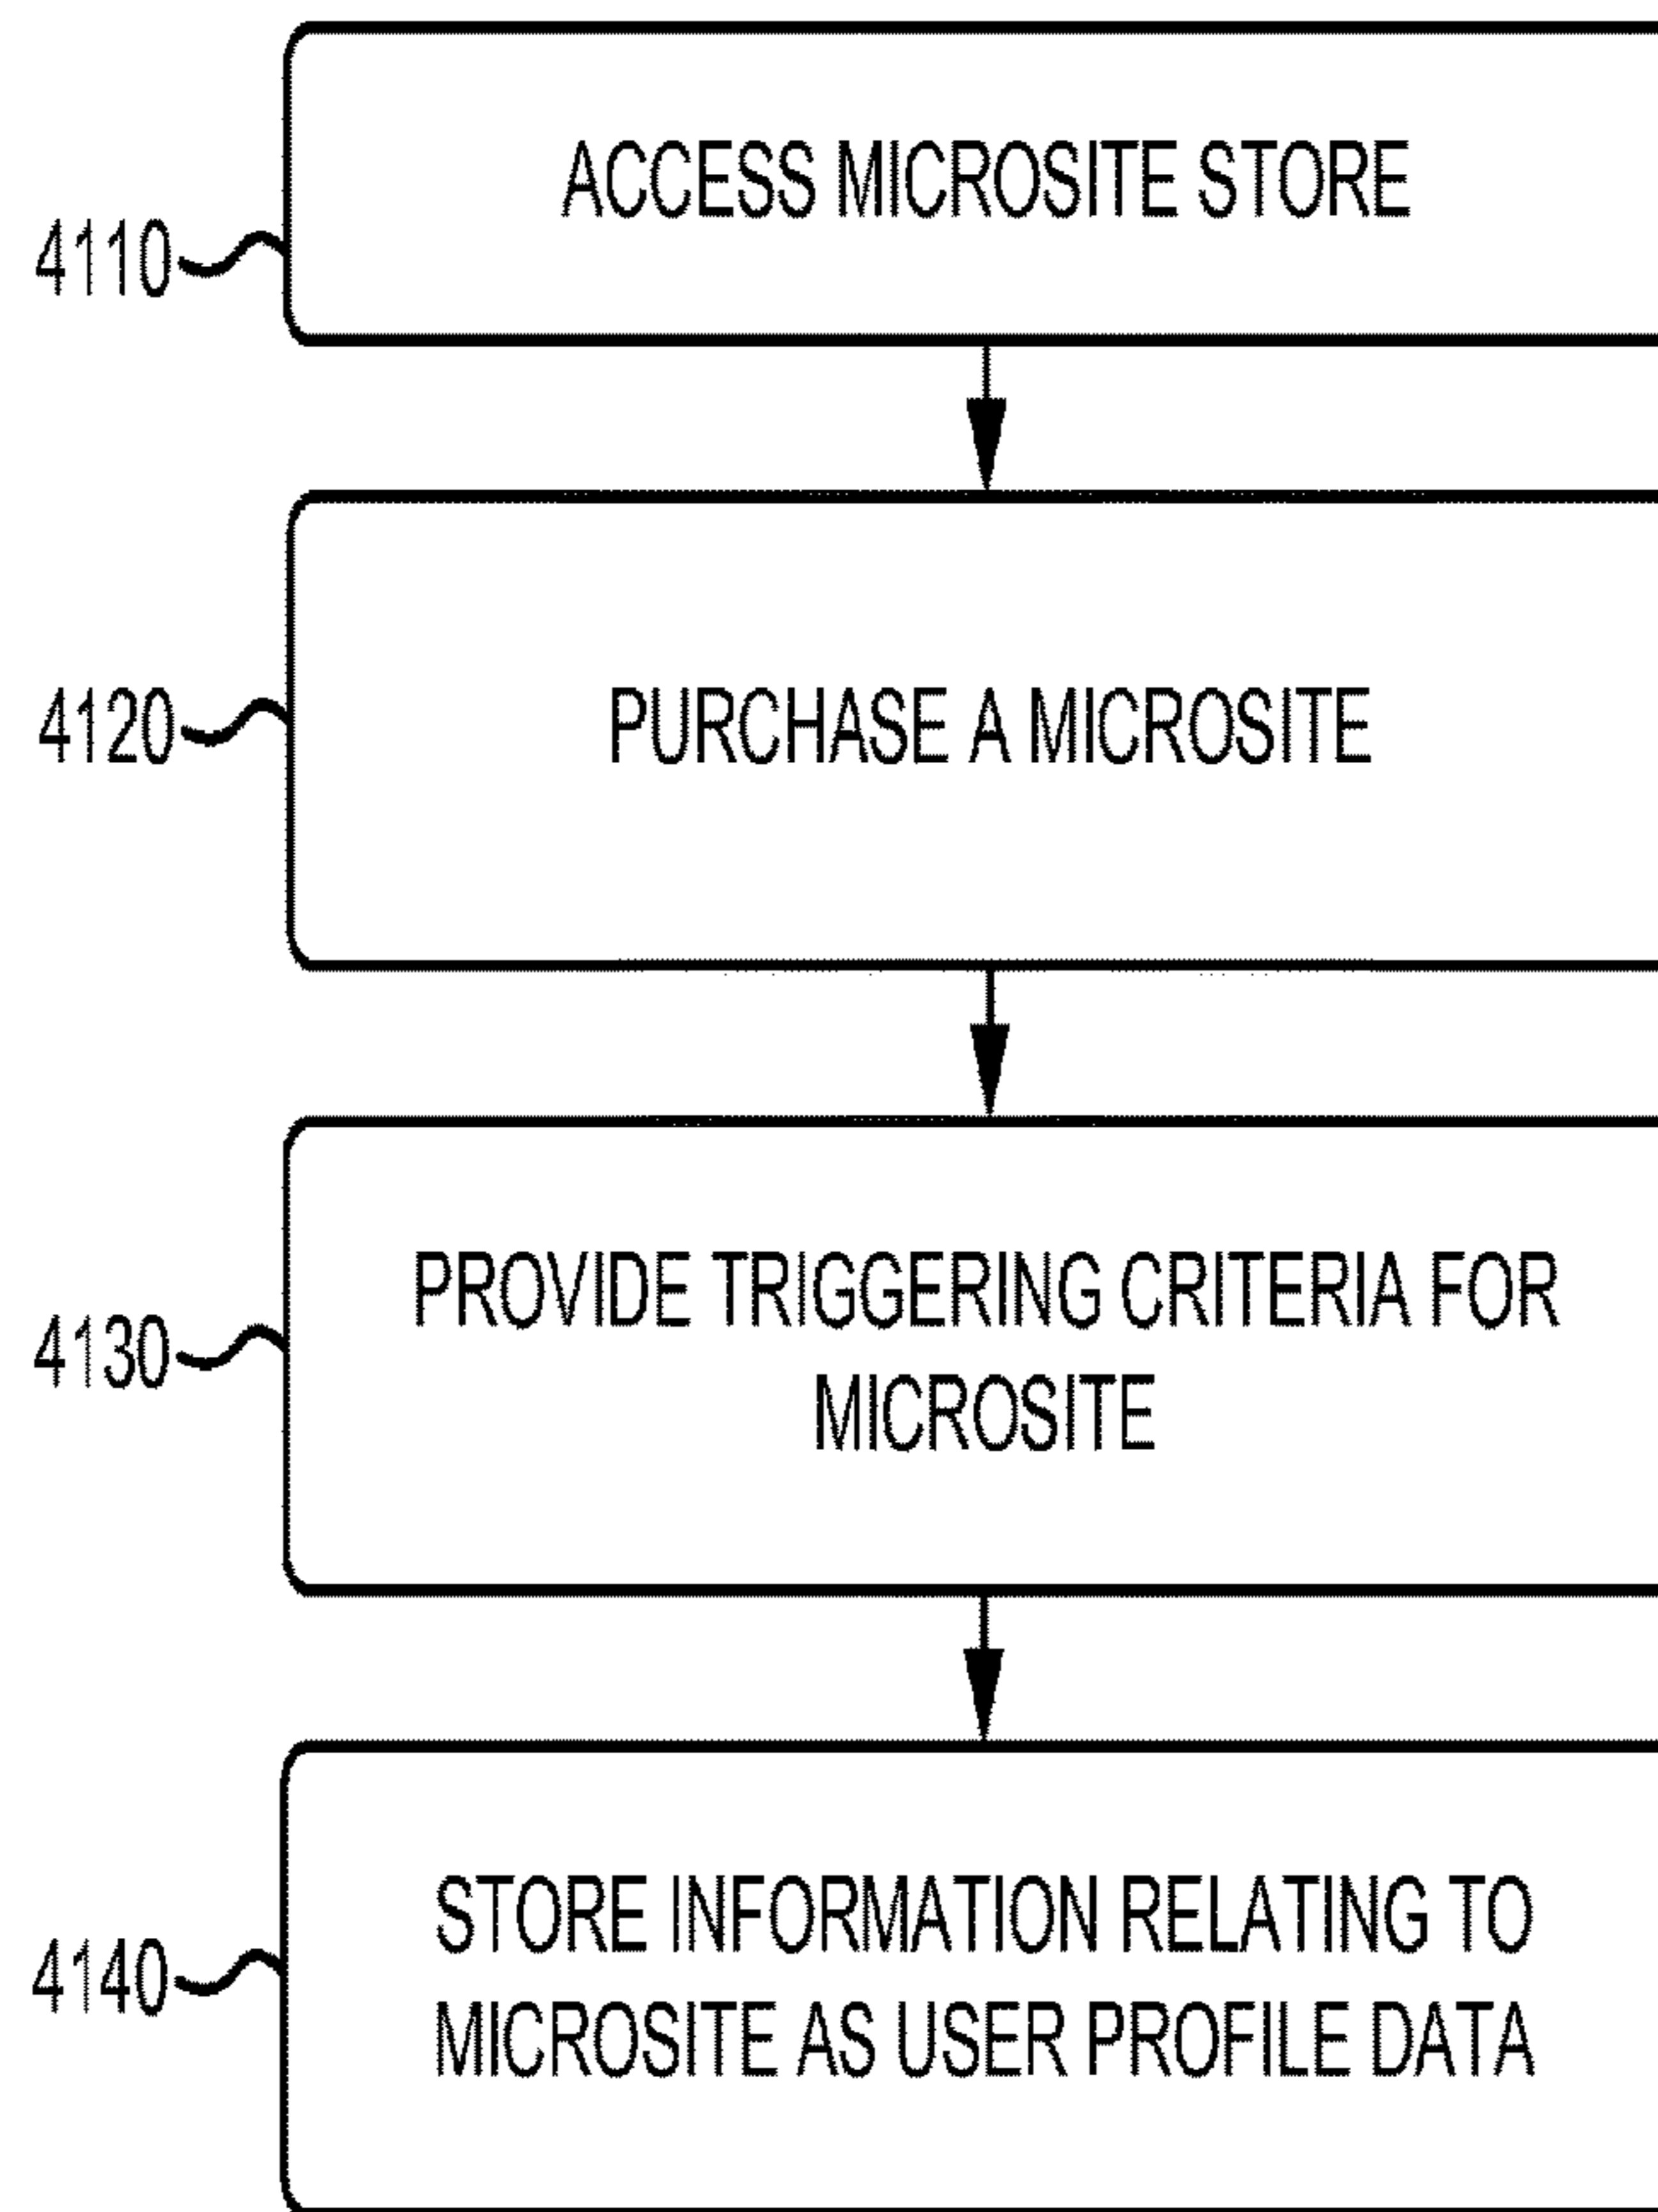 ACCESS MICROSITE STORE
4110
PURCHASE A MICROSITE
4120
PROVIDE TRIGGERING CRITERIA FOR
MICROSITE
4130
STORE INFORMATION RELATING TO
MICROSITE AS USER PROFILE DATA
4140